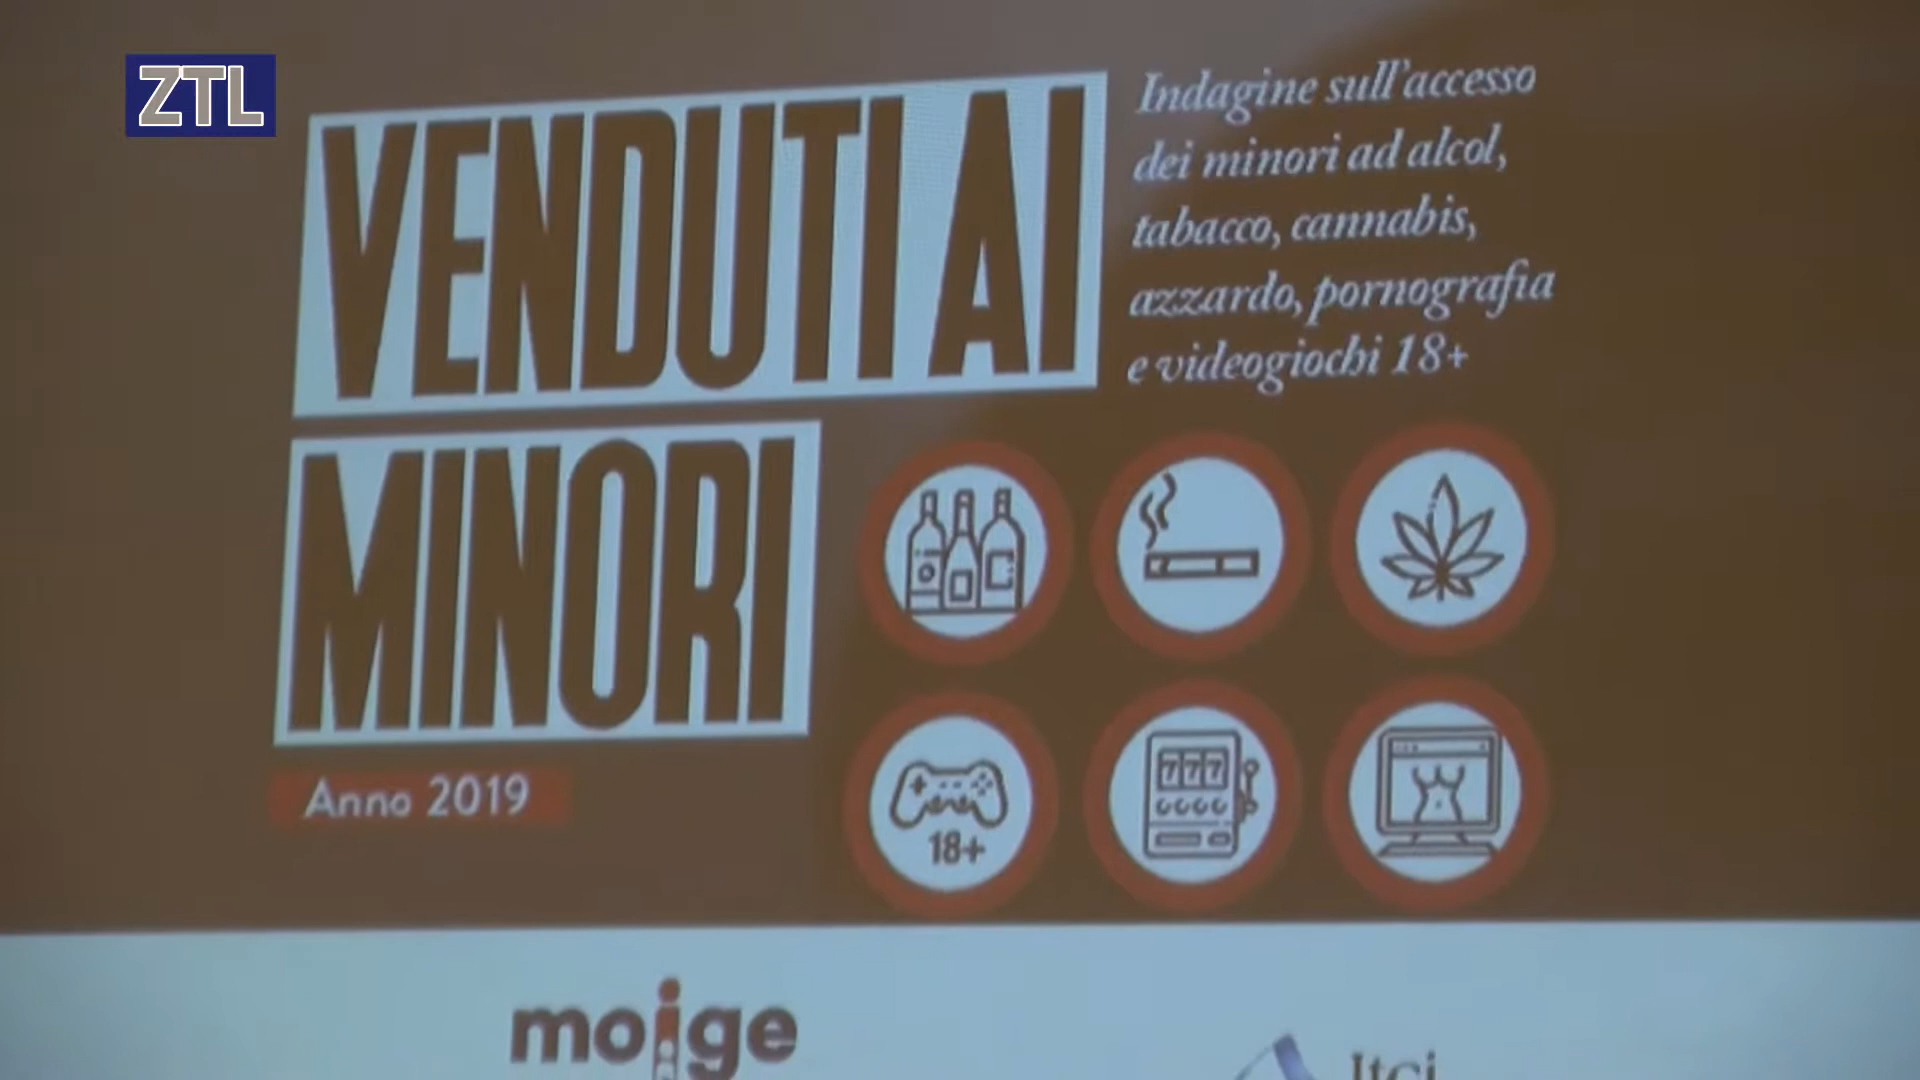 ZTL
VENDUTI AI
MINORI
Indagine sull'accesso
dei minori ad alcol,
tabacco, cannabis,
azzardo, pornografia
e videogiochi 18+
18+
777
Anno 2019
moige